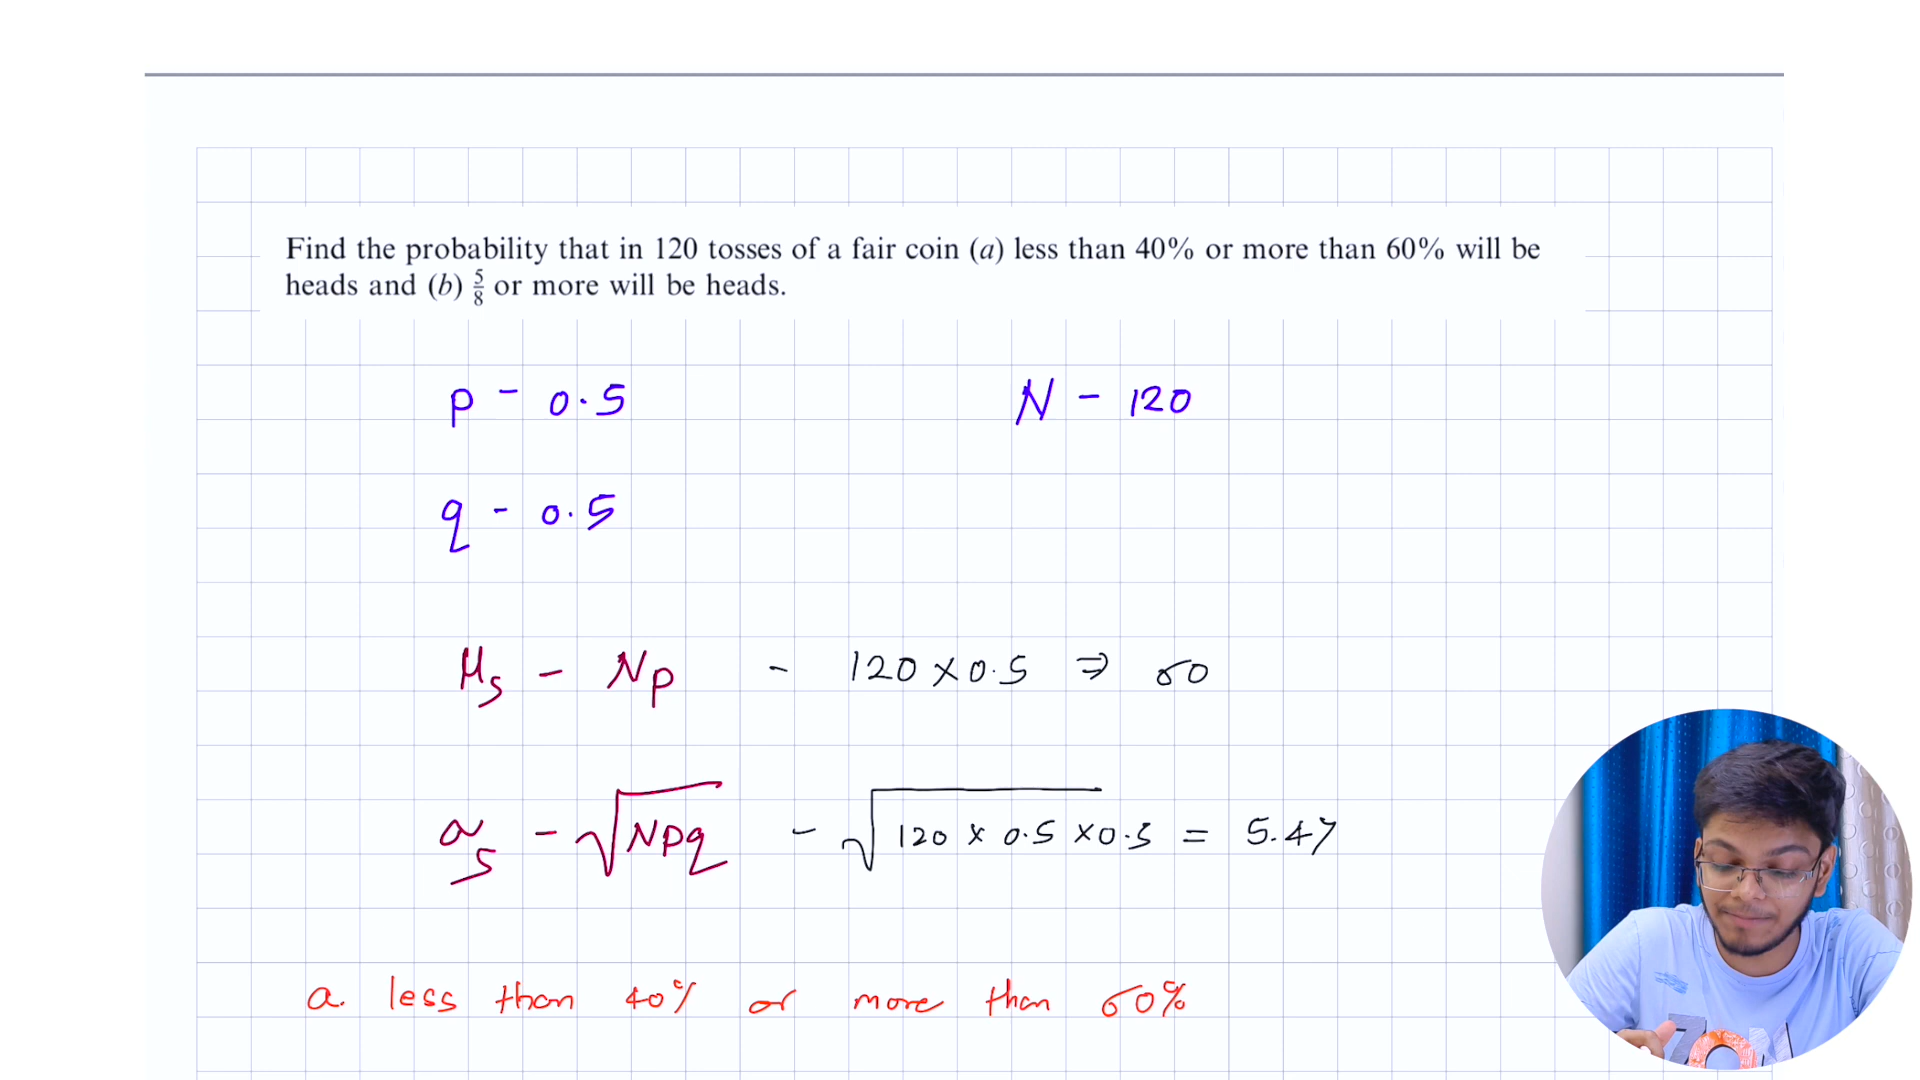 Find the probability that in 120 tosses of a fair coin (a) less than 40% or more than 60% will be
heads and (b) 5/8 or more will be heads.
p - 0.5 N - 120
q - 0.5
μs - Np - 120 × 0.5 ⇒ 60
σs - √Npq - √120 × 0.5 × 0.5 = 5.47
a. less than 40% or more than 60%